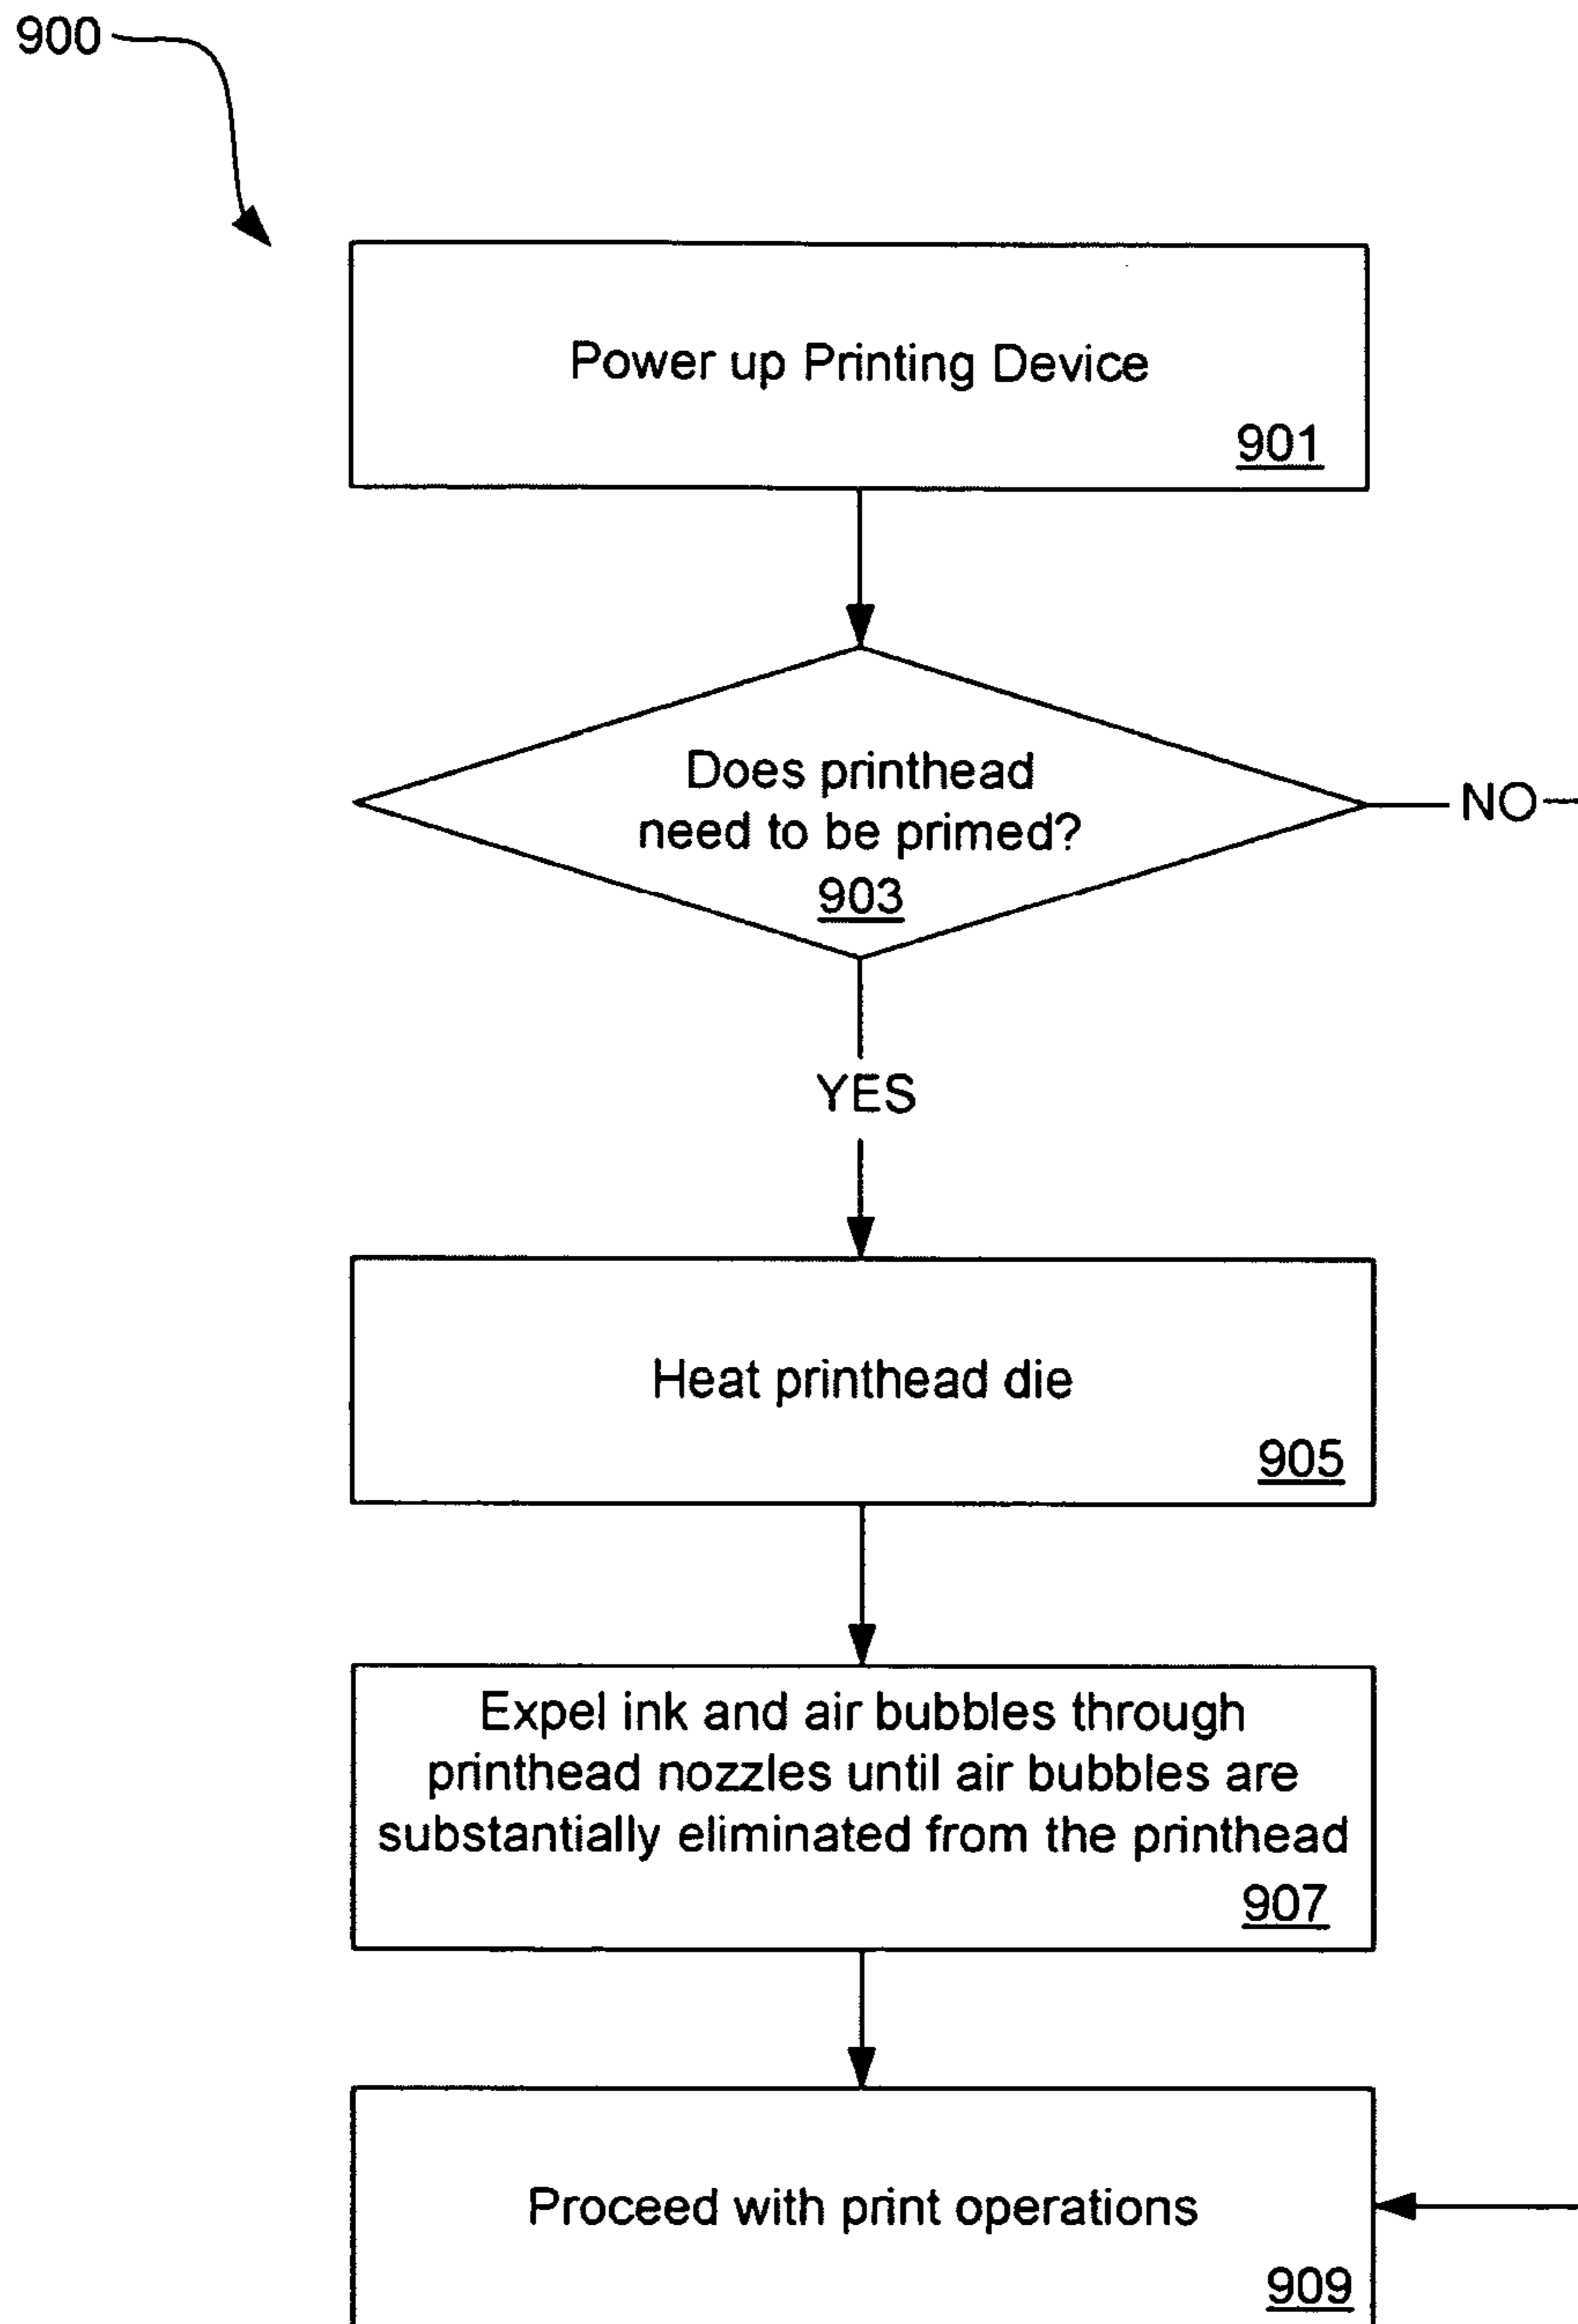 900
Power up Printing Device
901
Does printhead
need to be primed?
903
NO
YES
Heat printhead die
905
Expel ink and air bubbles through
printhead nozzles until air bubbles are
substantially eliminated from the printhead
907
Proceed with print operations
909